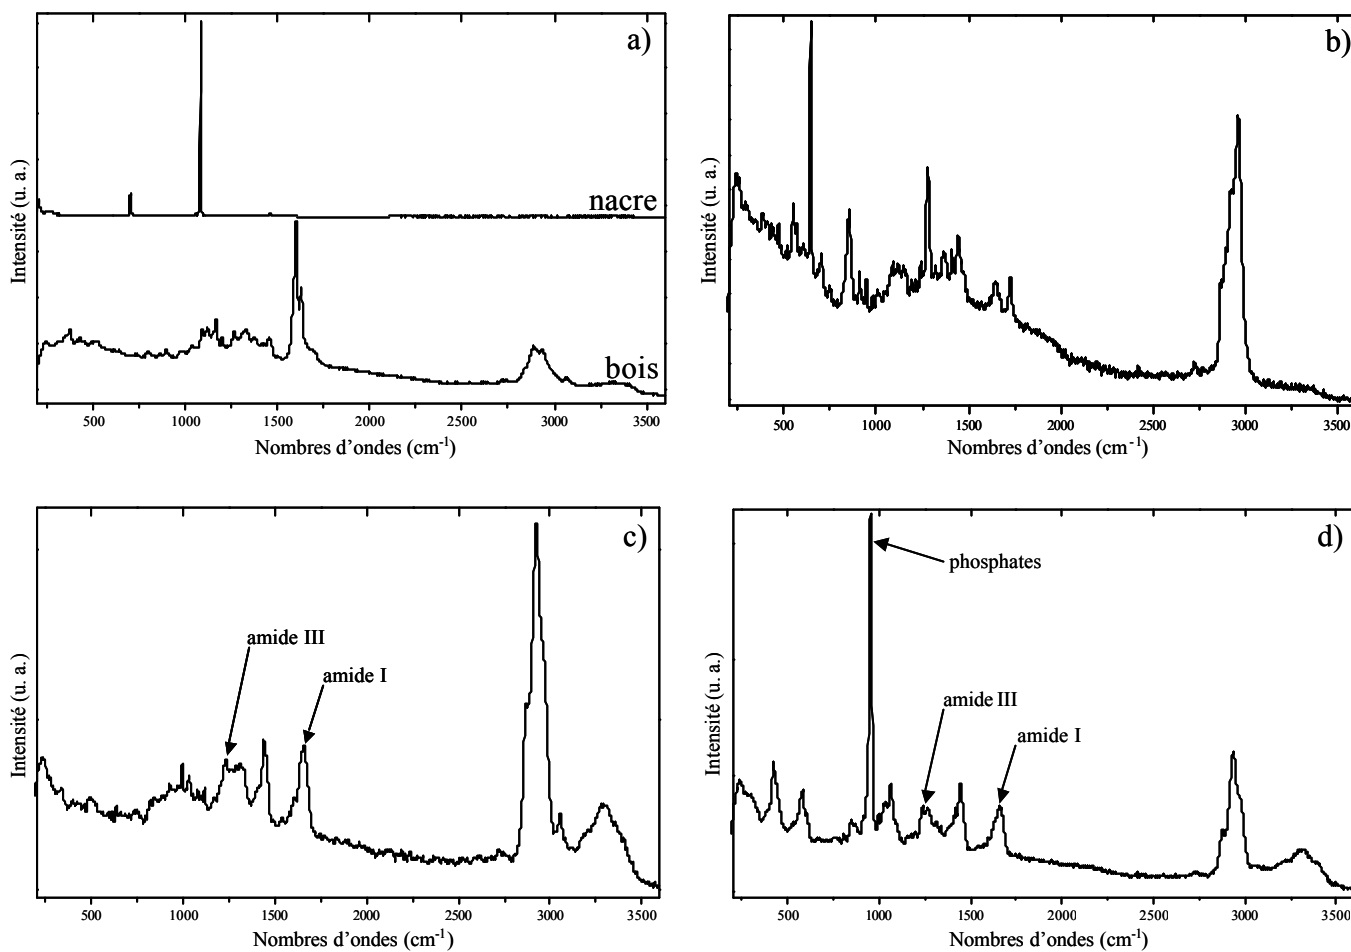 a)
Intensité (u. a.)
nacre
bois
500 1000 1500 2000 2500 3000 3500
Nombres d'ondes (cm-1)
b)
Intensité (u. a.)
500 1000 1500 2000 2500 3000 3500
Nombres d'ondes (cm-1)
c)
Intensité (u. a.)
amide III
amide I
500 1000 1500 2000 2500 3000 3500
Nombres d'ondes (cm-1)
d)
Intensité (u. a.)
phosphates
amide III
amide I
500 1000 1500 2000 2500 3000 3500
Nombres d'ondes (cm-1)